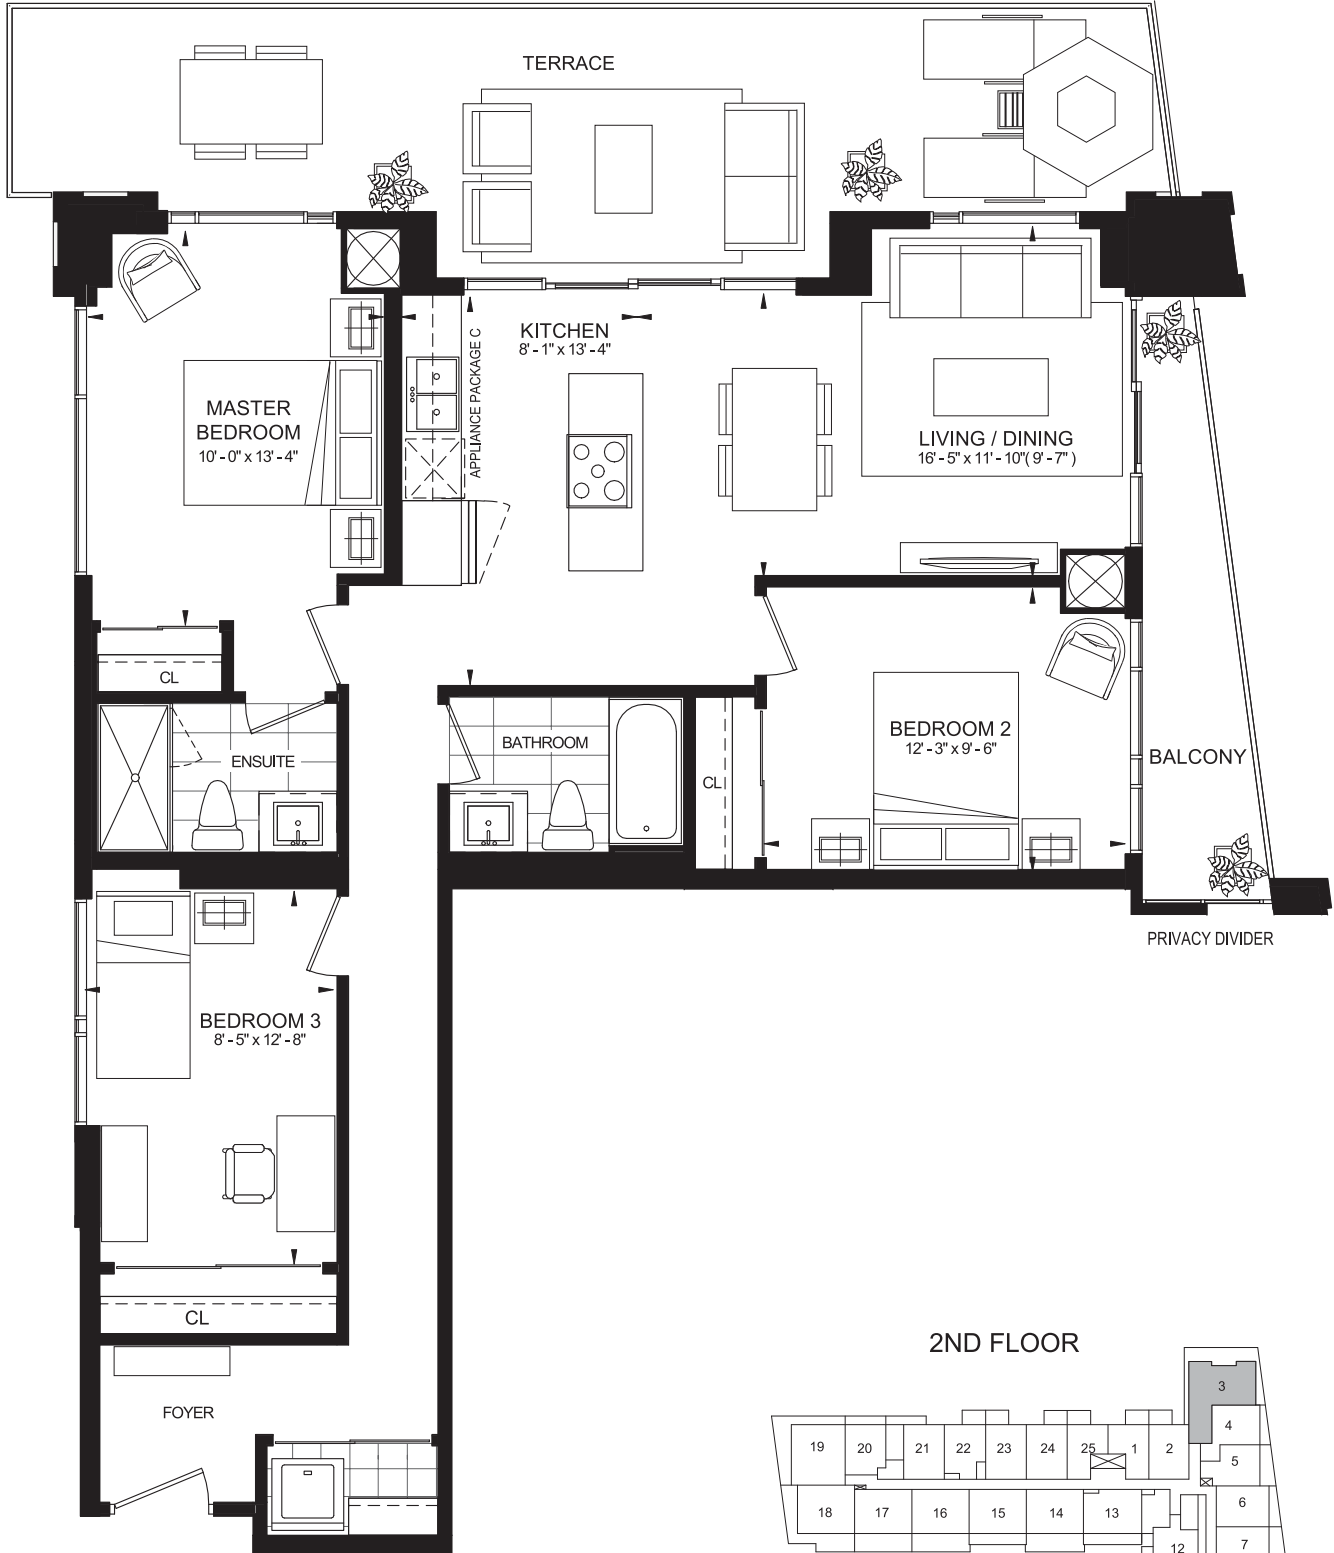 TERRACE
KITCHEN
8' - 1" x 13' - 4"
APPLIANCE PACKAGE C
MASTER
BEDROOM
10' - 0" x 13' - 4"
LIVING / DINING
16' - 5" x 11' - 10"( 9' - 7" )
CL
ENSUITE
BATHROOM
CL
BEDROOM 2
12' - 3" x 9' - 6"
BALCONY
PRIVACY DIVIDER
BEDROOM 3
8' - 5" x 12' - 8"
CL
FOYER
2ND FLOOR
3
4
19
20
21
22
23
24
25
1
2
5
6
18
17
16
15
14
13
12
7